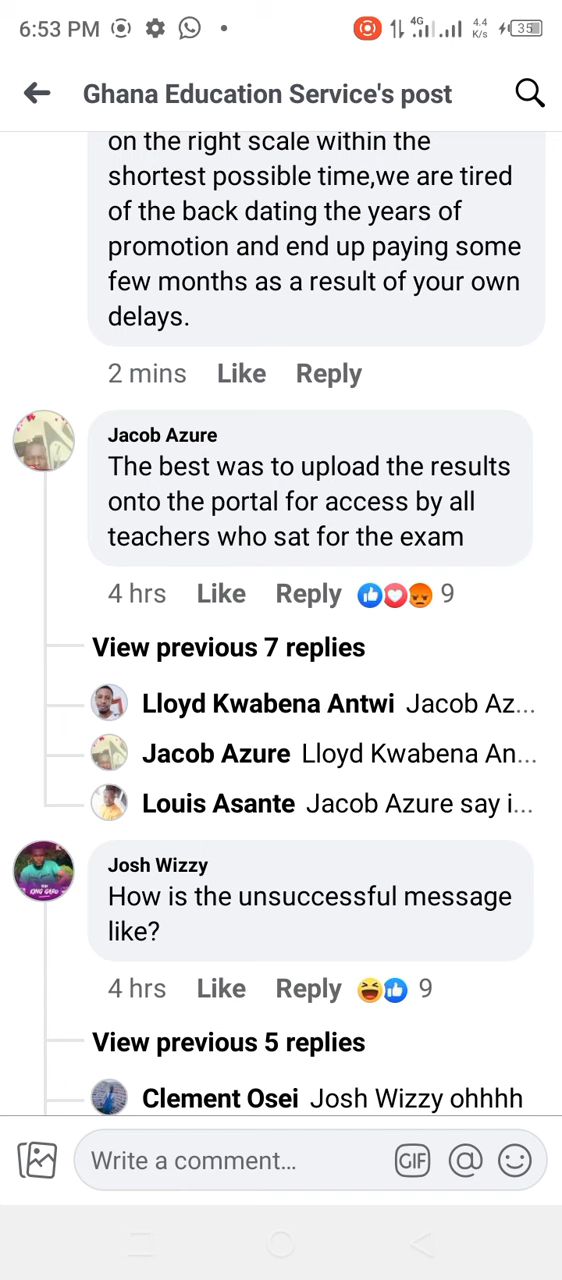 6:53 PM
4G
4.4 K/s
35
Ghana Education Service's post
on the right scale within the
shortest possible time,we are tired
of the back dating the years of
promotion and end up paying some
few months as a result of your own
delays.
2 mins Like Reply
Jacob Azure
The best was to upload the results
onto the portal for access by all
teachers who sat for the exam
4 hrs Like Reply 9
View previous 7 replies
Lloyd Kwabena Antwi Jacob Az...
Jacob Azure Lloyd Kwabena An...
Louis Asante Jacob Azure say i...
Josh Wizzy
How is the unsuccessful message
like?
4 hrs Like Reply 9
View previous 5 replies
Clement Osei Josh Wizzy ohhhh
Write a comment...
GIF